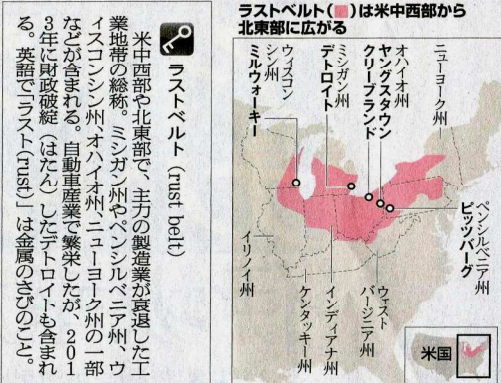 ラストベルト(rust belt)
米中西部や北東部で、主力の製造業が衰退した工
業地帯の総称。ミシガン州やペンシルベニア州、ウ
ィスコンシン州、オハイオ州、ニューヨーク州の一部
などが含まれる。自動車産業で繁栄したが、201
3年に財政破綻(はたん)したデトロイトも含まれ
る。英語で「ラスト(rust)」は金属のさびのこと。
ラストベルト( )は米中西部から
北東部に広がる
ニューヨーク州
オハイオ州
ヤングスタウン
クリーブランド
ミシガン州
デトロイト
ウィスコン
シン州
ミルウォーキー
ペンシルベニア州
ピッツバーグ
ウェスト
バージニア州
インディアナ州
ケンタッキー州
イリノイ州
米国